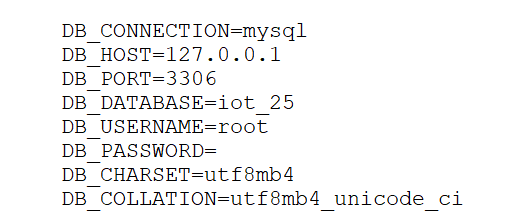 DB_CONNECTION=mysql
DB_HOST=127.0.0.1
DB_PORT=3306
DB_DATABASE=iot_25
DB_USERNAME=root
DB_PASSWORD=
DB_CHARSET=utf8mb4
DB_COLLATION=utf8mb4_unicode_ci